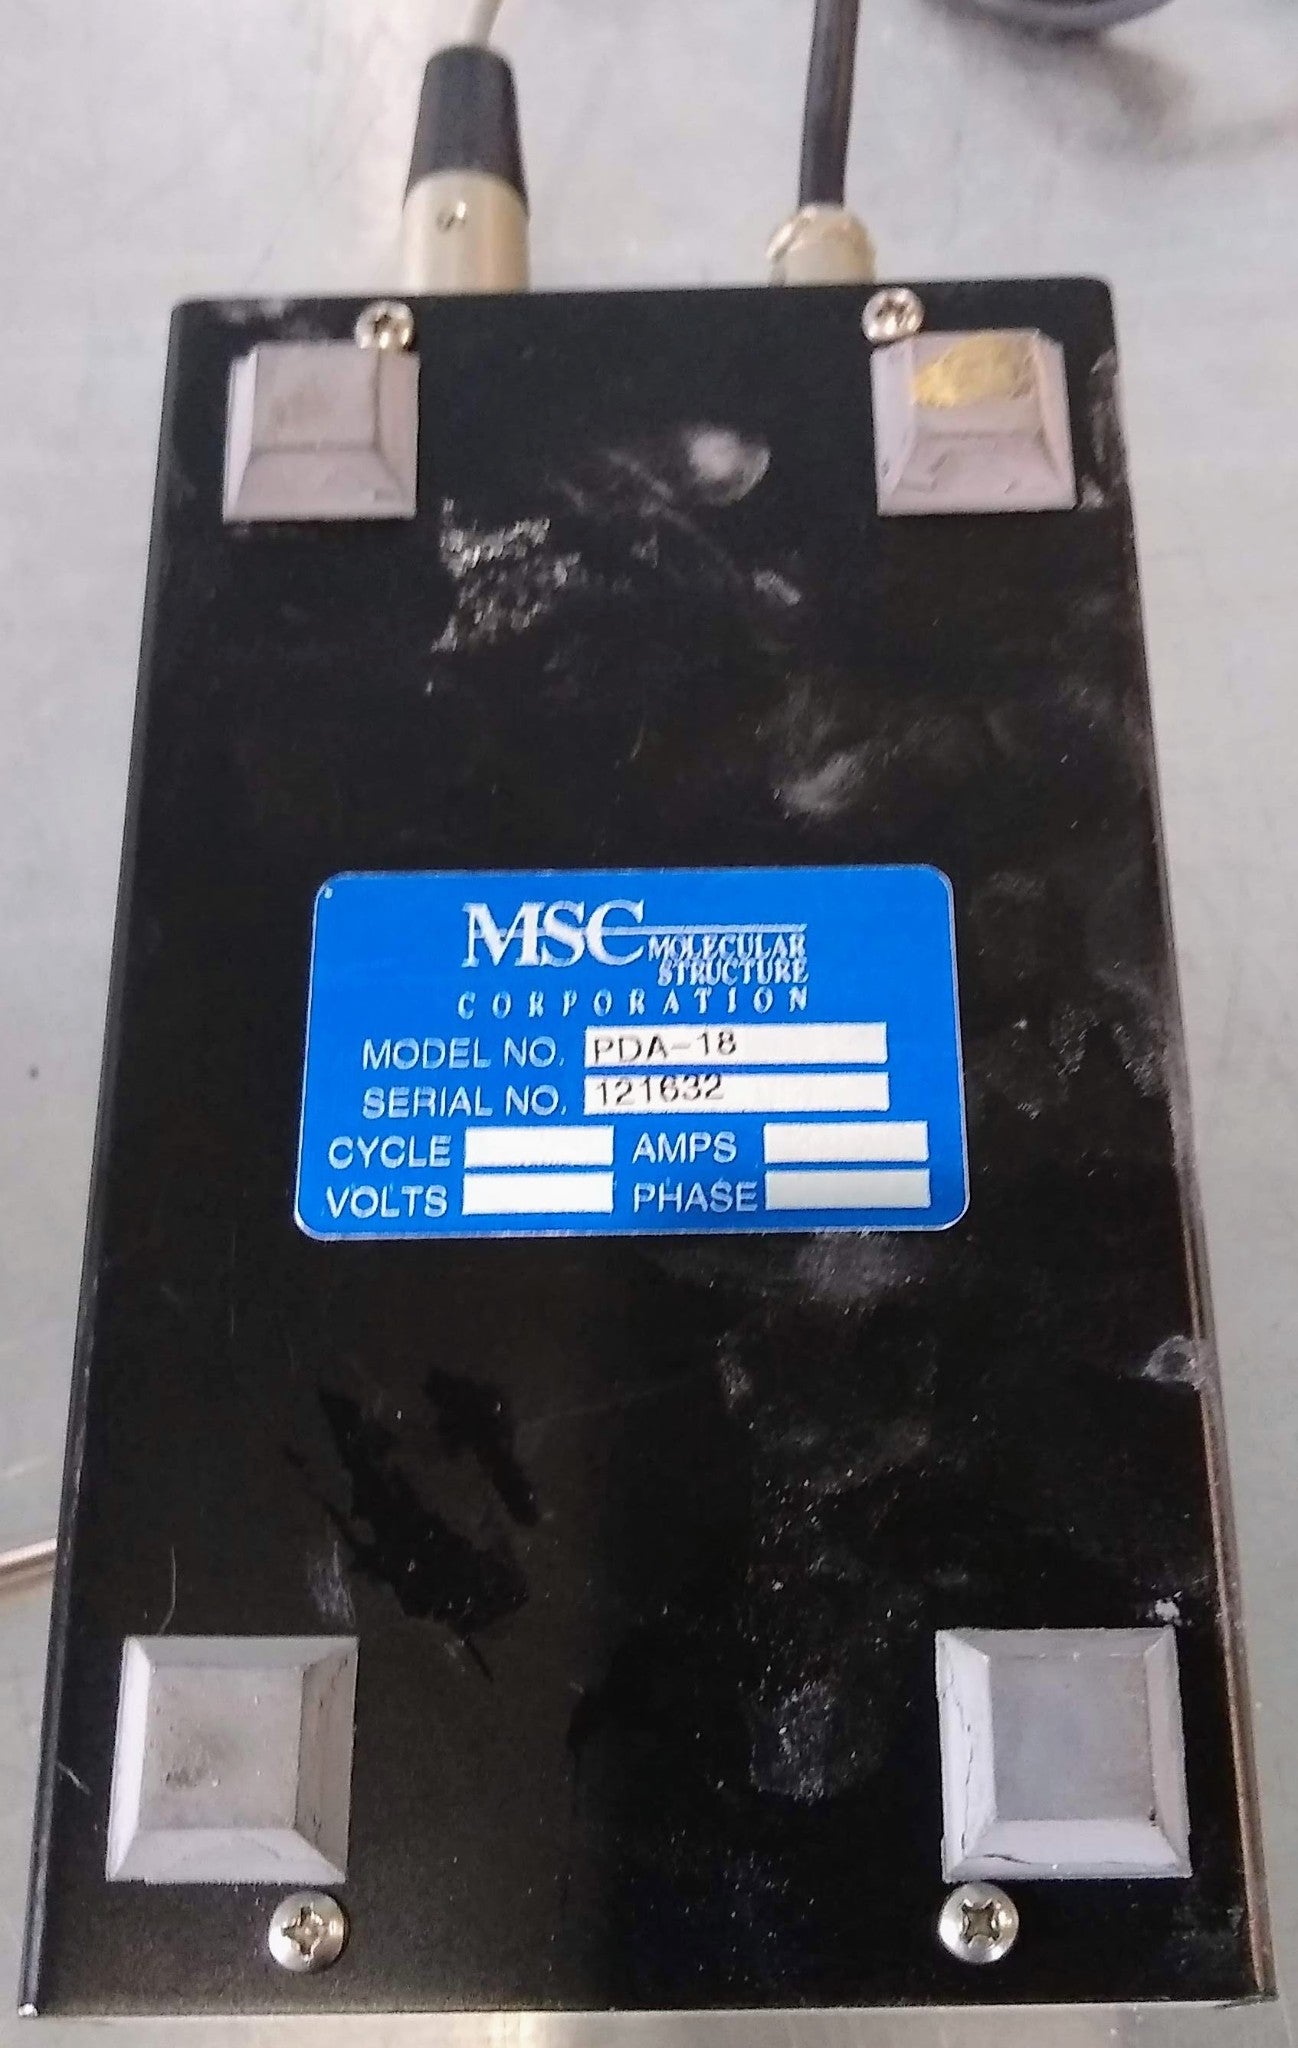 MSC MOLECULAR
STRUCTURE
CORPORATION
MODEL NO. PDA-18
SERIAL NO. 121632
CYCLE AMPS
VOLTS PHASE